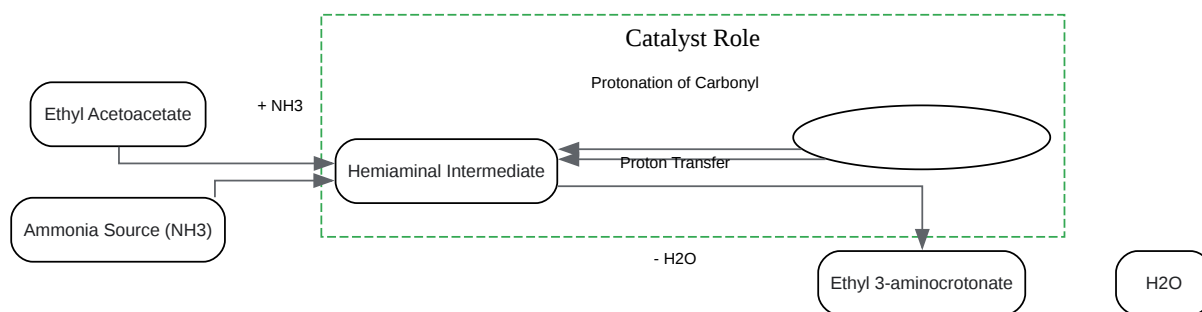 Catalyst Role
Protonation of Carbonyl
Ethyl Acetoacetate
+ NH3
Hemiaminal Intermediate
Proton Transfer
Ammonia Source (NH3)
- H2O
Ethyl 3-aminocrotonate
H2O